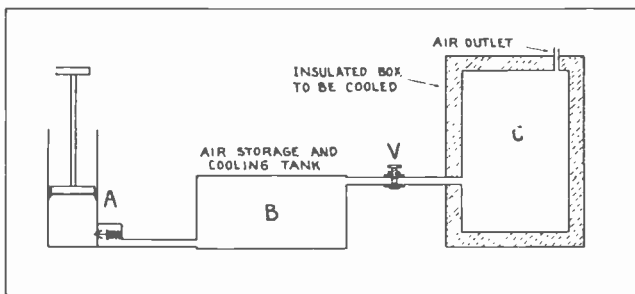 AIR OUTLET
INSULATED BOX
TO BE COOLED
C
AIR STORAGE AND
COOLING TANK
V
A
B